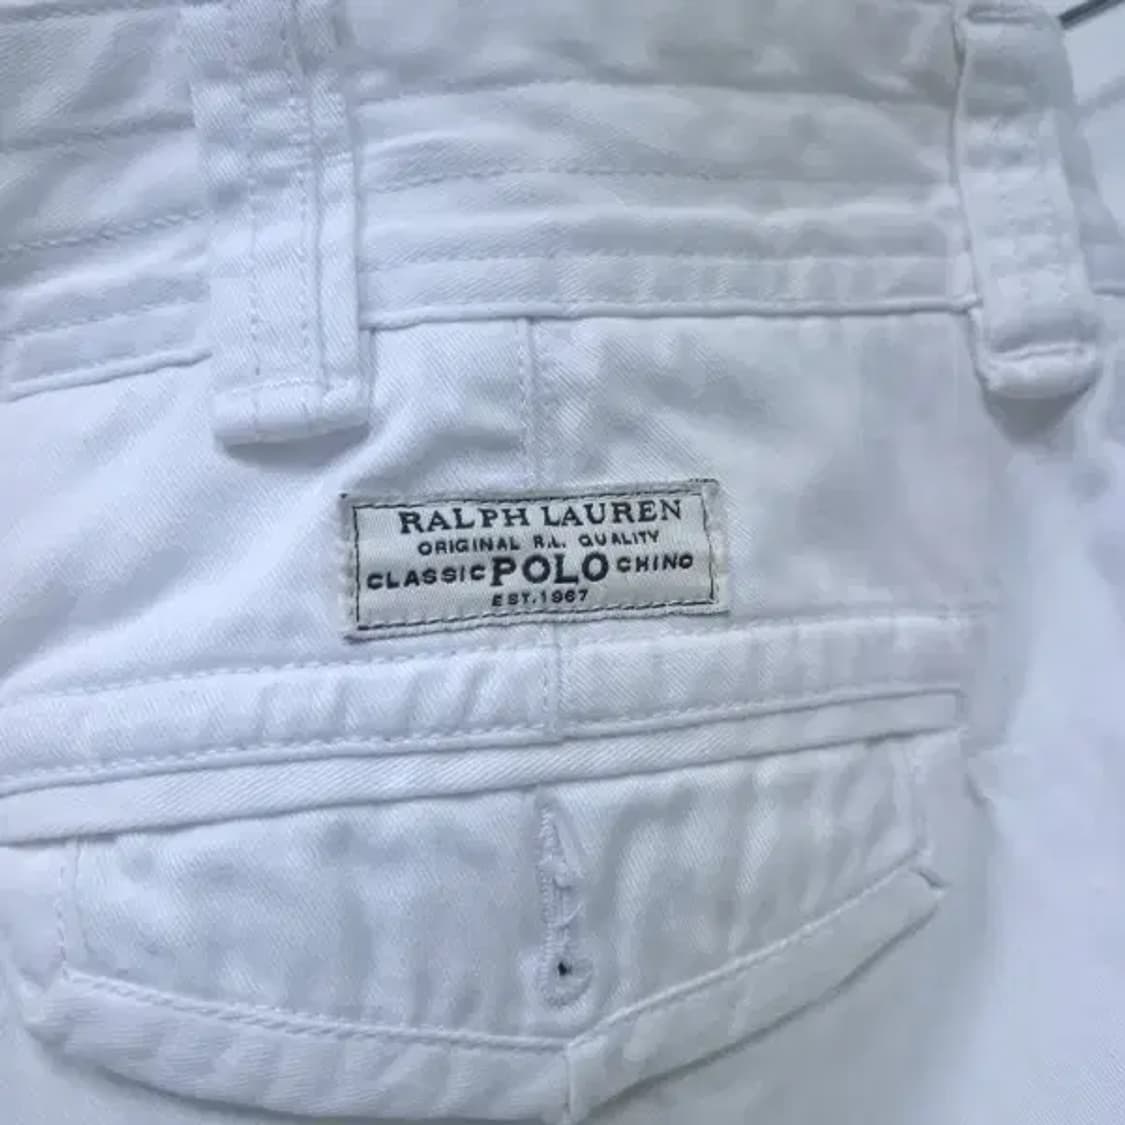 RALPH LAUREN
ORIGINAL R.L. QUALITY
CLASSIC POLO CHINO
EST.1967